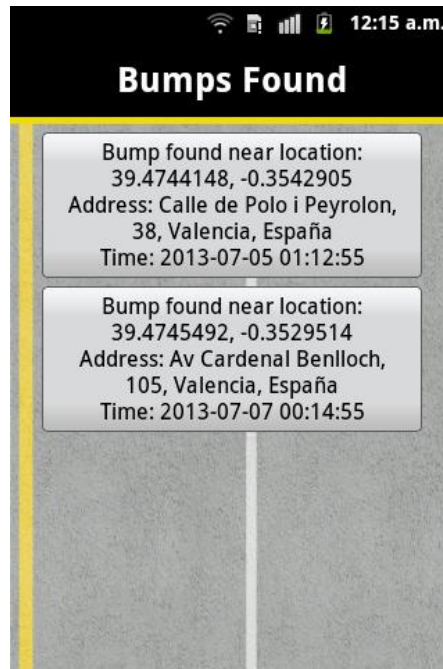 12:15 a.m.
Bumps Found
Bump found near location:
39.4744148, -0.3542905
Address: Calle de Polo i Peyrolon,
38, Valencia, España
Time: 2013-07-05 01:12:55
Bump found near location:
39.4745492, -0.3529514
Address: Av Cardenal Benlloch,
105, Valencia, España
Time: 2013-07-07 00:14:55